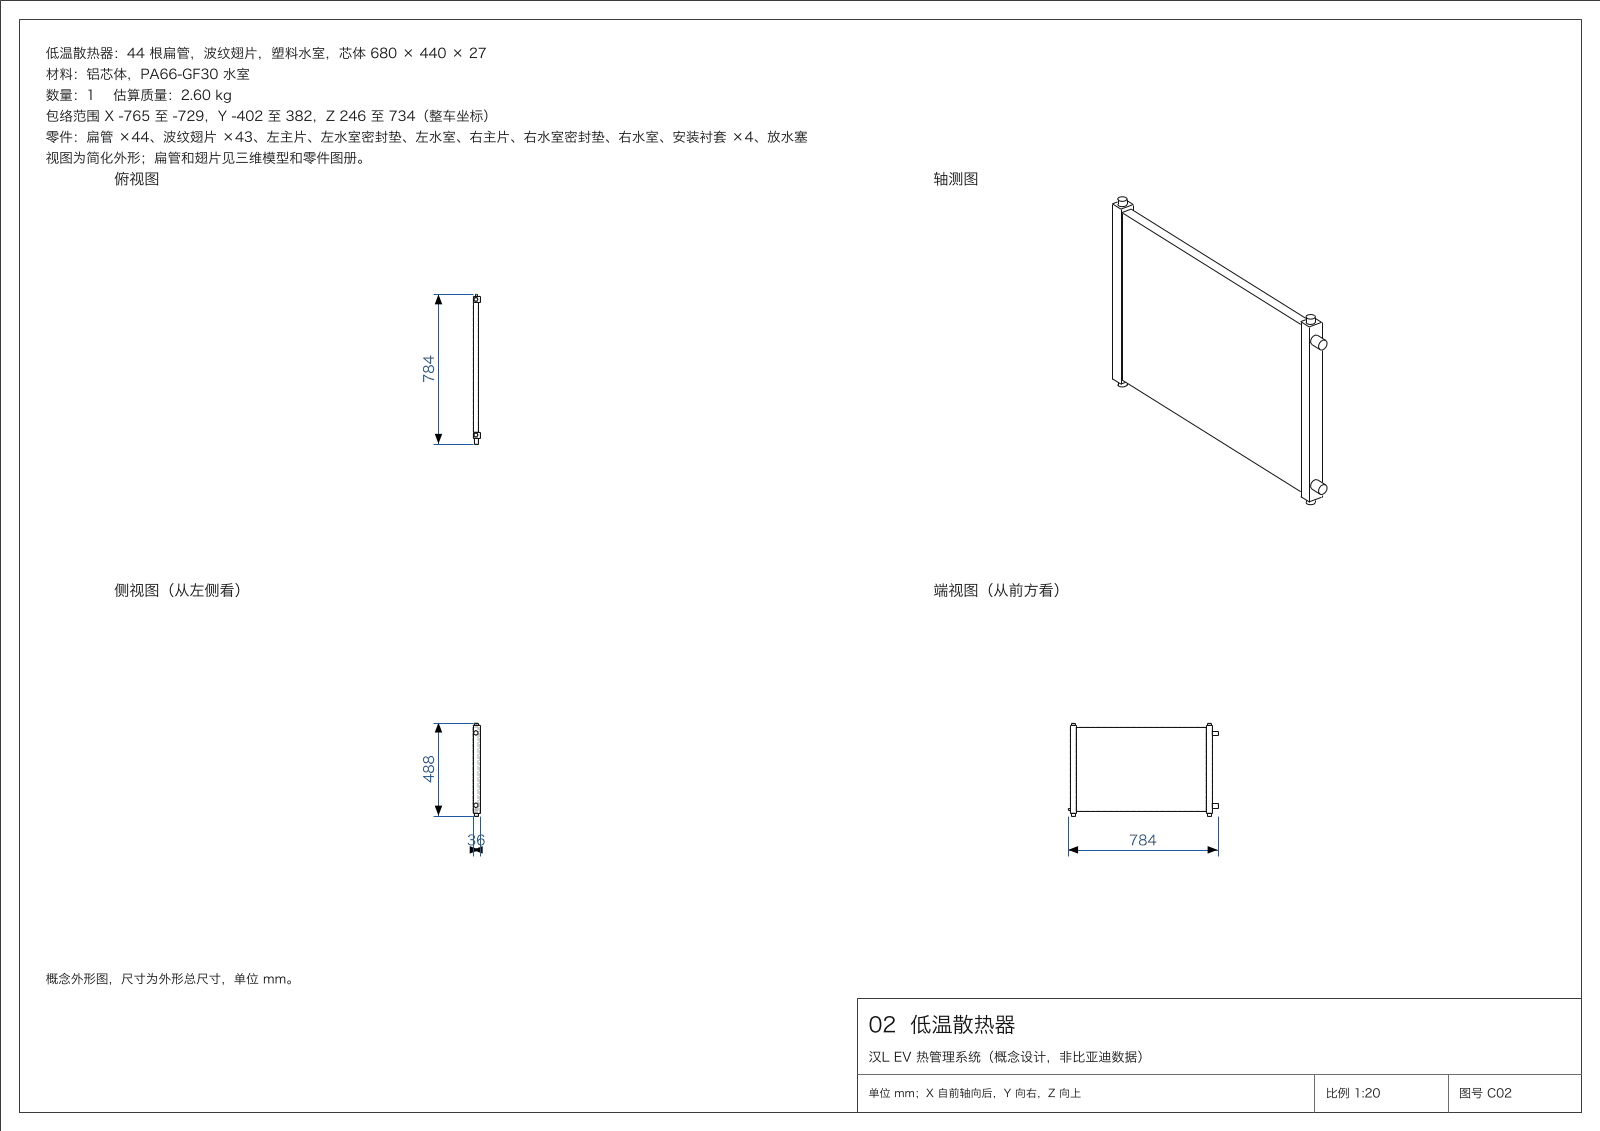 低温散热器：44 根扁管，波纹翅片，塑料水室，芯体 680 × 440 × 27
材料：铝芯体，PA66-GF30 水室
数量：1 估算质量：2.60 kg
包络范围 X -765 至 -729，Y -402 至 382，Z 246 至 734（整车坐标）
零件：扁管 ×44、波纹翅片 ×43、左主片、左水室密封垫、左水室、右主片、右水室密封垫、右水室、安装衬套 ×4、放水塞
视图为简化外形；扁管和翅片见三维模型和零件图册。
俯视图
轴测图
784
侧视图（从左侧看）
端视图（从前方看）
488
36
784
概念外形图，尺寸为外形总尺寸，单位 mm。
02 低温散热器
汉L EV 热管理系统（概念设计，非比亚迪数据）
单位 mm；X 自前轴向后，Y 向右，Z 向上
比例 1:20
图号 C02